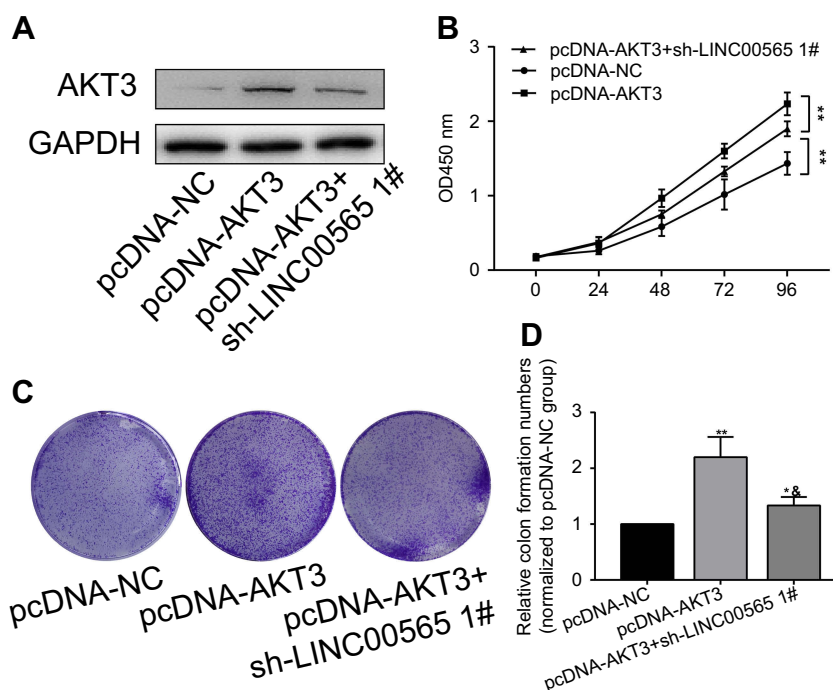 A
AKT3
GAPDH
pcDNA-NC
pcDNA-AKT3
pcDNA-AKT3+
sh-LINC00565 1#
B
pcDNA-AKT3+sh-LINC00565 1#
pcDNA-NC
pcDNA-AKT3
OD450 nm
3
2
1
0
0 24 48 72 96
**
**
C
pcDNA-NC
pcDNA-AKT3
pcDNA-AKT3+
sh-LINC00565 1#
D
Relative colon formation numbers
(normalized to pcDNA-NC group)
3
2
1
0
**
*&
pcDNA-NC
pcDNA-AKT3
pcDNA-AKT3+sh-LINC00565 1#